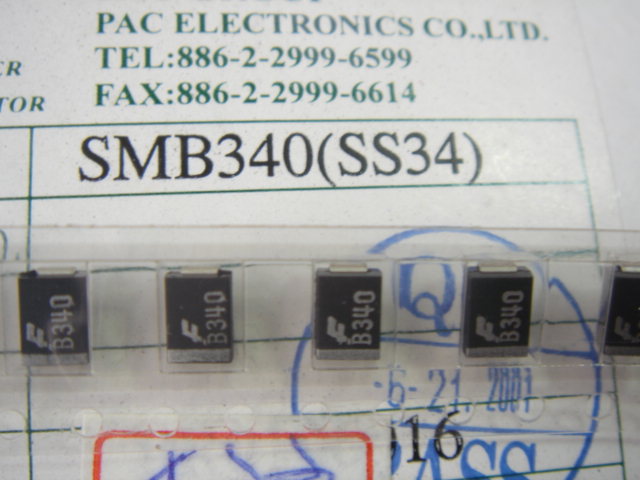 PAC ELECTRONICS CO.,LTD.
TEL:886-2-2999-6599
FAX:886-2-2999-6614
TOR
SMB340(SS34)
F B340
F B340
F B340
F B340
Q
-6-21.2001
16